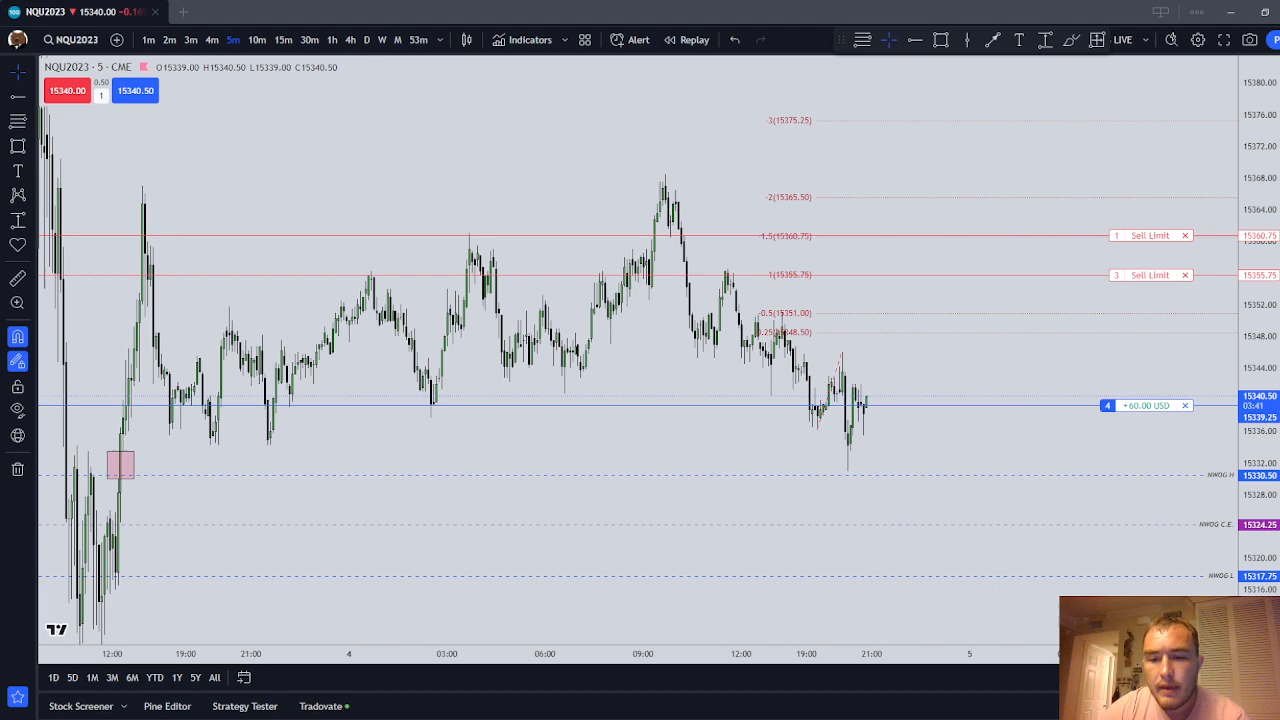 NQU2023 ▼ 15340.00 -0.16
NQU2023 1m 2m 3m 4m 5m 10m 15m 30m 1h 4h D W M 53m Indicators Alert Replay LIVE
NQU2023 · 5 · CME O15339.00 H15340.50 L15339.00 C15340.50
15340.00 0.50 1 15340.50
15380.00
15376.00
-3(15375.25)
15372.00
15368.00
-2(15365.50)
15364.00
-1.5(15360.75) 1 Sell Limit 15360.75
15360.00
1(15355.75) 3 Sell Limit 15355.75
15352.00
-0.5(15351.00)
15348.00
15344.00
15340.50
03:41
4 +60.00 USD
15339.25
15336.00
15332.00
NWOG H 15330.50
15328.00
NWOG C.E. 15324.25
15320.00
NWOG L 15317.75
15316.00
12:00 19:00 21:00 4 03:00 06:00 09:00 12:00 19:00 21:00 5
1D 5D 1M 3M 6M YTD 1Y 5Y All
Stock Screener Pine Editor Strategy Tester Tradovate